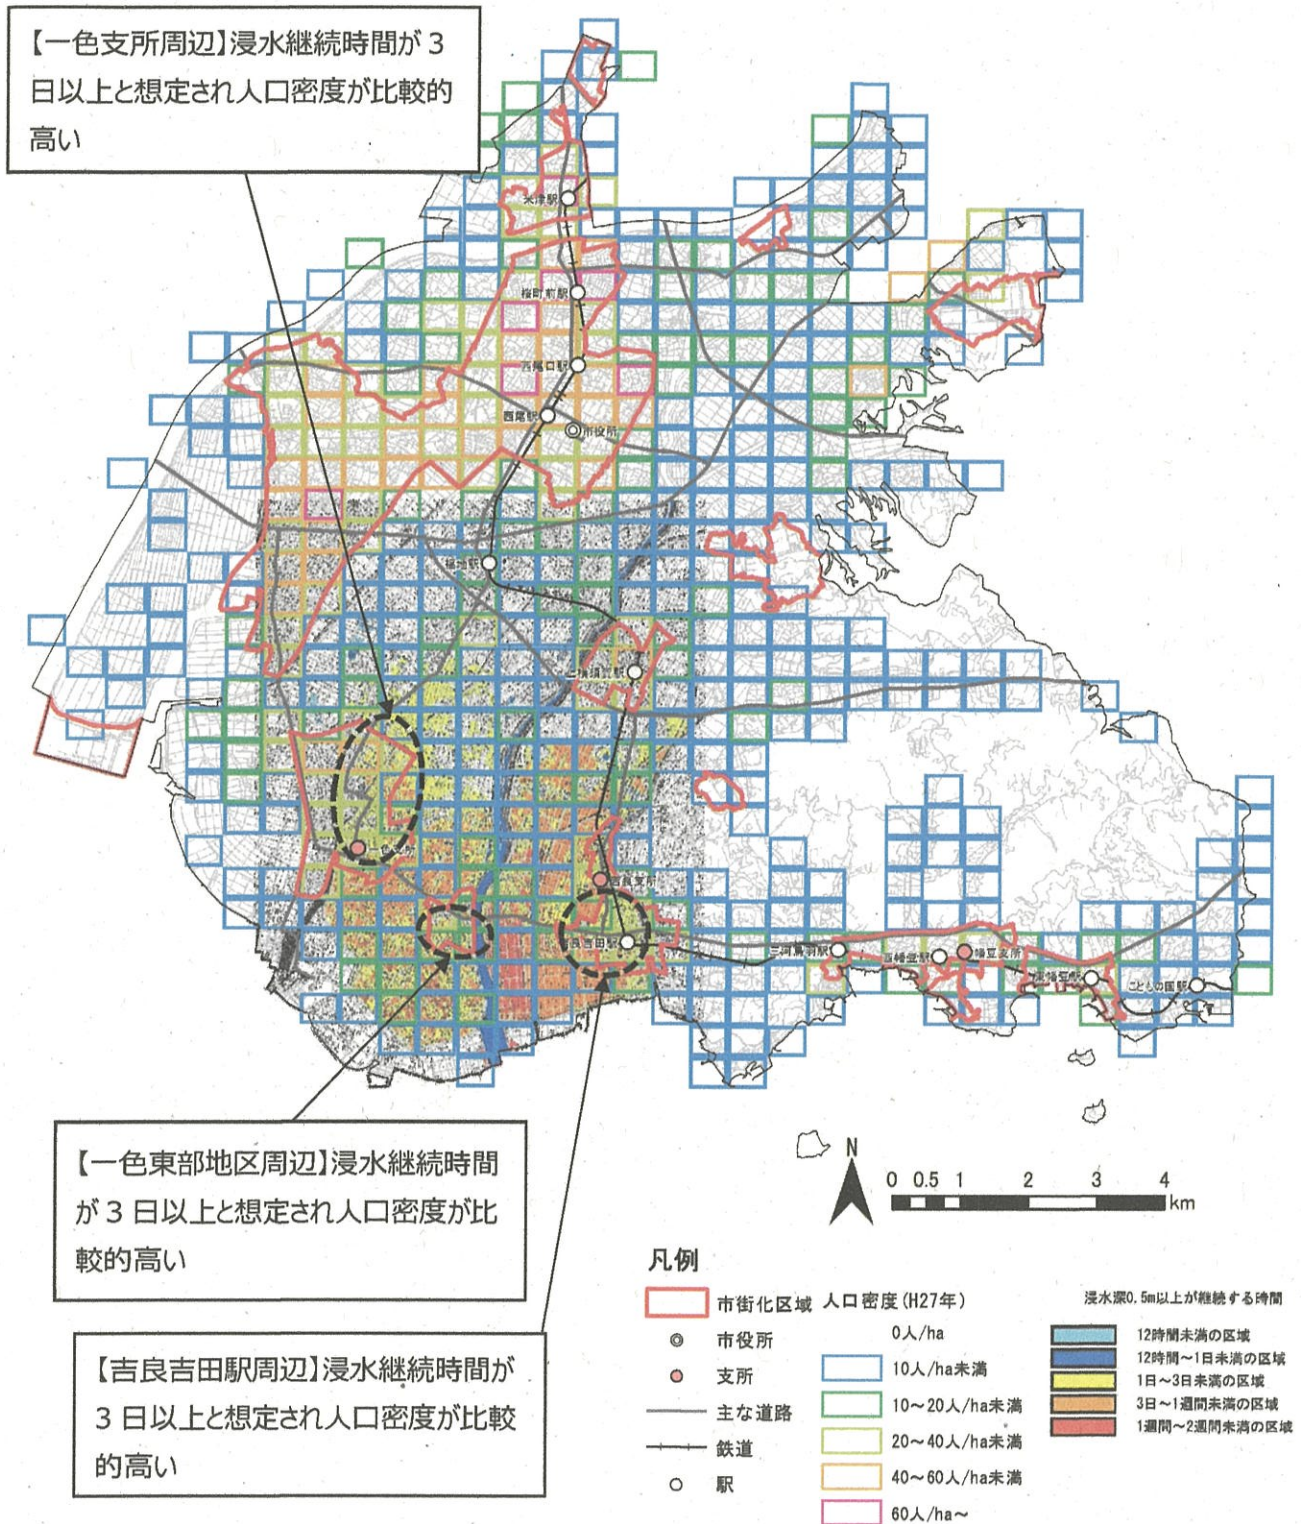 【一色支所周辺】浸水継続時間が3
日以上と想定され人口密度が比較的
高い
米津駅
桜町前駅
西尾口駅
西尾駅
市役所
福地駅
上横須賀駅
一色支所
吉良支所
吉良吉田駅
三河鳥羽駅
西幡豆駅
幡豆支所
東幡豆駅
こどもの国駅
【一色東部地区周辺】浸水継続時間
が3日以上と想定され人口密度が比
較的高い
【吉良吉田駅周辺】浸水継続時間が
3日以上と想定され人口密度が比較
的高い
N
0 0.5 1 2 3 4
km
凡例
市街化区域
市役所
支所
主な道路
鉄道
駅
人口密度(H27年)
0人/ha
10人/ha未満
10～20人/ha未満
20～40人/ha未満
40～60人/ha未満
60人/ha～
浸水深0.5m以上が継続する時間
12時間未満の区域
12時間～1日未満の区域
1日～3日未満の区域
3日～1週間未満の区域
1週間～2週間未満の区域